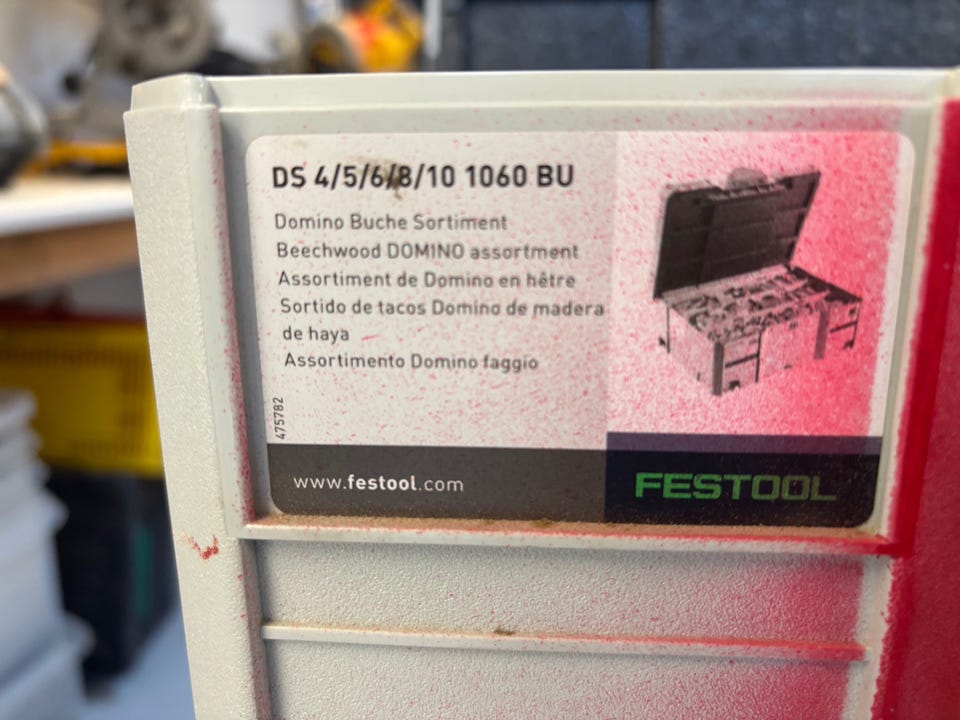 DS 4/5/6/8/10 1060 BU
Domino Buche Sortiment
Beechwood DOMINO assortment
Assortiment de Domino en hêtre
Sortido de tacos Domino de madera
de haya
Assortimento Domino faggio
475782
www.festool.com
FESTOOL